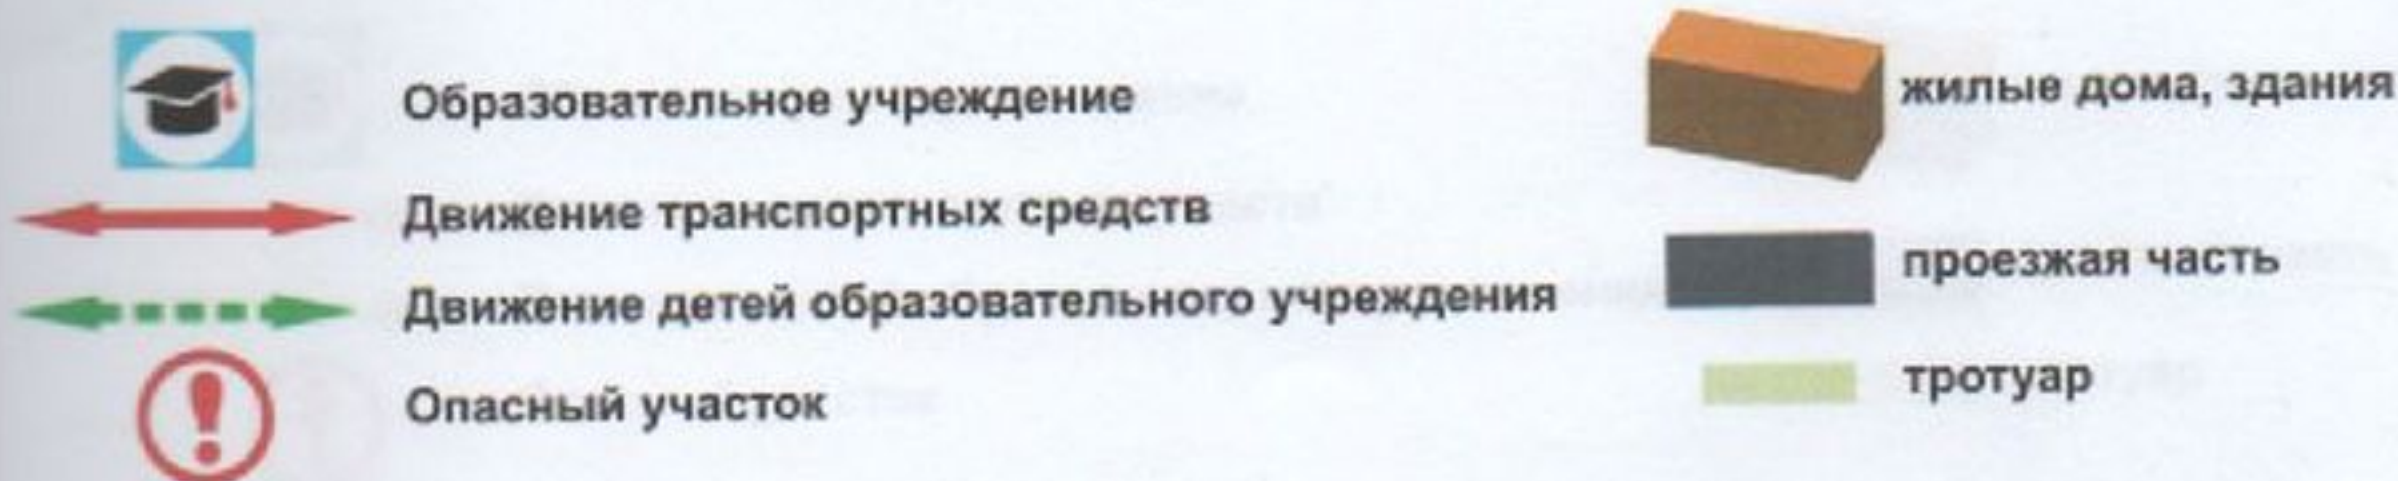 Образовательное учреждение
Движение транспортных средств
Движение детей образовательного учреждения
Опасный участок
жилые дома, здания
проезжая часть
тротуар